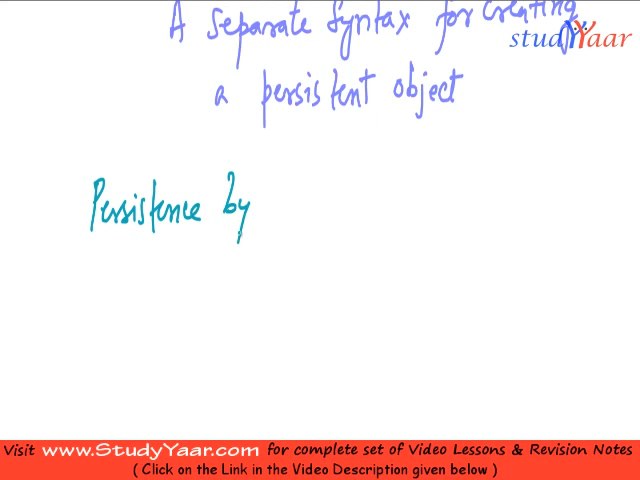 A separate syntax for creating
studYYaar
a persistent object
Persistence by
Visit www.StudyYaar.com for complete set of Video Lessons & Revision Notes
( Click on the Link in the Video Description given below )